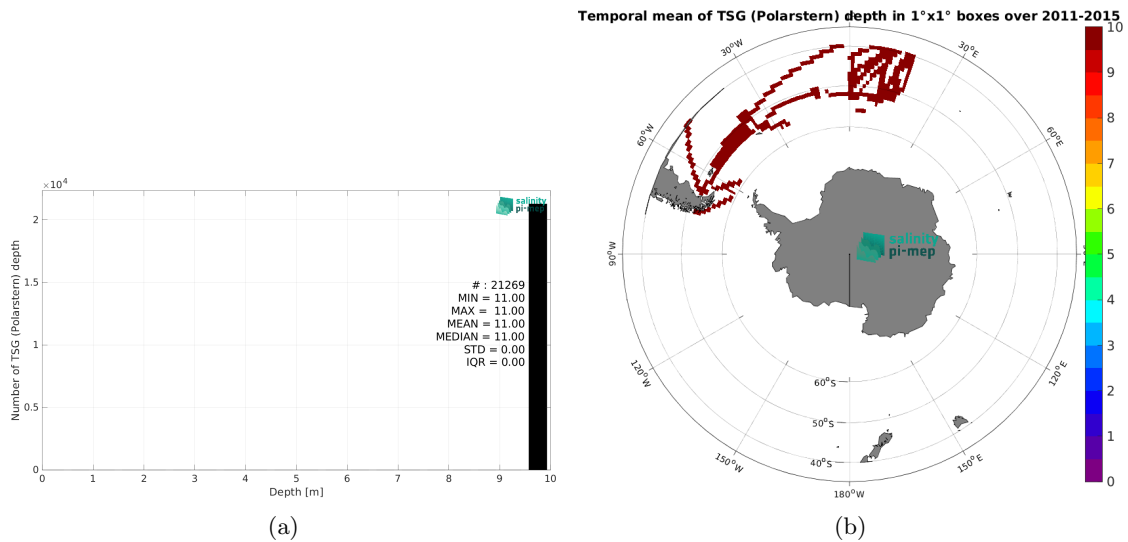 ×10⁴
2
1.5
1
0.5
0
Number of TSG (Polarstern) depth
salinity
pi-mep
# : 21269
MIN = 11.00
MAX = 11.00
MEAN = 11.00
MEDIAN = 11.00
STD = 0.00
IQR = 0.00
0 1 2 3 4 5 6 7 8 9 10
Depth [m]
(a)
Temporal mean of TSG (Polarstern) depth in 1°x1° boxes over 2011-2015
30°W
30°E
60°W
60°E
90°W
salinity
pi-mep
120°W
120°E
60°S
50°S
40°S
150°W
150°E
180°W
10
9
8
7
6
5
4
3
2
1
0
(b)